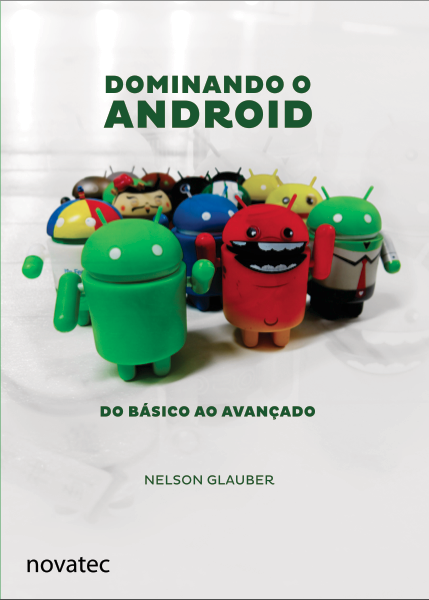 DOMINANDO O
ANDROID
DO BÁSICO AO AVANÇADO
NELSON GLAUBER
novatec